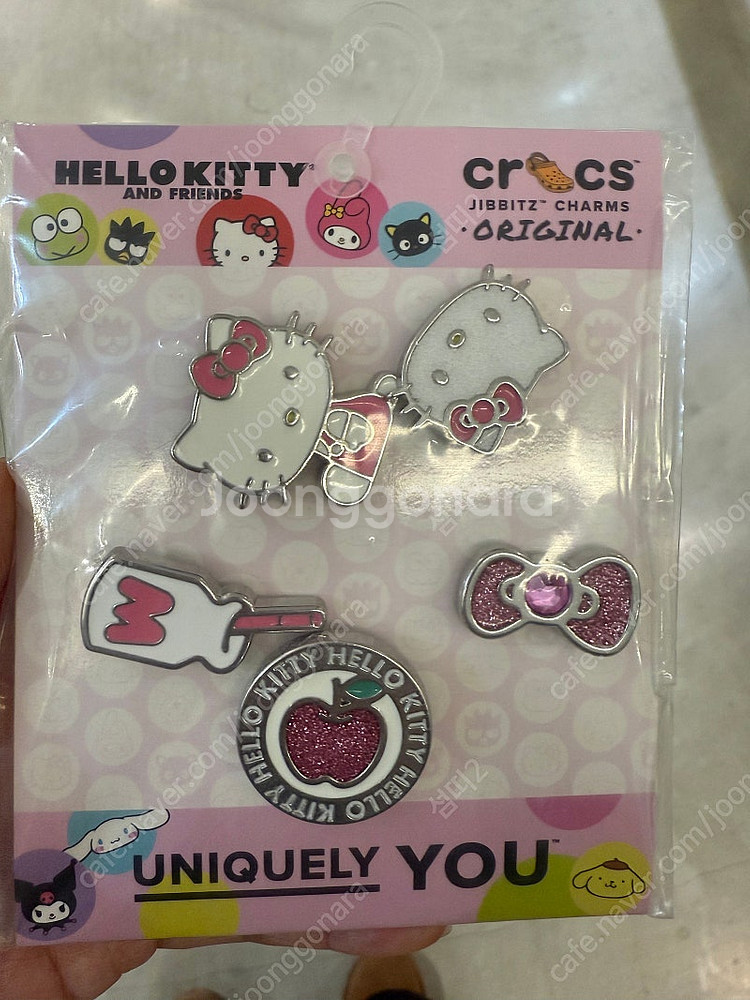 HELLO KITTY
AND FRIENDS
crocs™
JIBBITZ™ CHARMS
·ORIGINAL·
Joonggonara
M
HELLO KITTY HELLO KITTY HELLO KITTY
UNIQUELY YOU™
cafe.naver.com/joonggonara